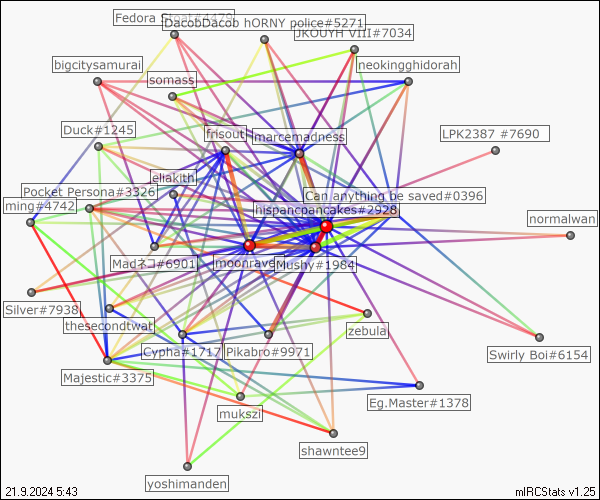 Fedora Stoat#4479
DacobDacob hORNY police#5271
JKOUYH VIII#7034
bigcitysamurai
somass
neokingghidorah
Duck#1245
frisout
marcemadness
LPK2387 #7690
eliakith
Pocket Persona#3326
Can anything be saved#0396
ming#4742
hispanicpancakes#2928
normalwan
Madネコ#6901
moonrave
Mushy#1984
Silver#7938
thesecondtwat
zebula
Cypha#1717
Pikabro#9971
Swirly Boi#6154
Majestic#3375
mukszi
Eg.Master#1378
shawntee9
yoshimanden
21.9.2024 5:43
mIRCStats v1.25